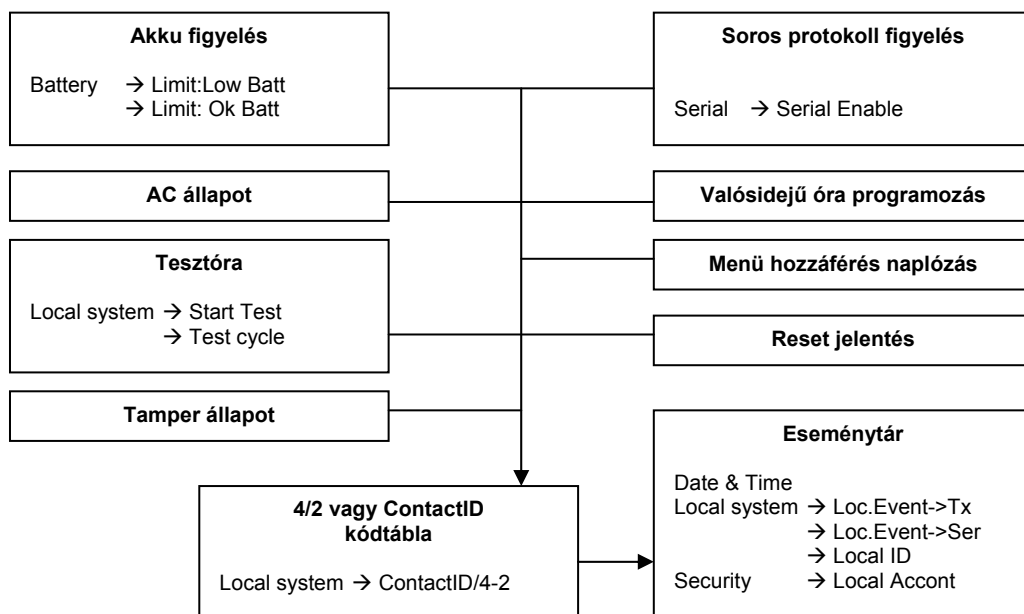 Akku figyelés
Battery → Limit:Low Batt
→ Limit: Ok Batt
Soros protokoll figyelés
Serial → Serial Enable
AC állapot
Valósidejű óra programozás
Tesztóra
Local system → Start Test
→ Test cycle
Menü hozzáférés naplózás
Reset jelentés
Tamper állapot
Eseménytár
Date & Time
Local system → Loc.Event->Tx
→ Loc.Event->Ser
→ Local ID
Security → Local Accont
4/2 vagy ContactID
kódtábla
Local system → ContactID/4-2